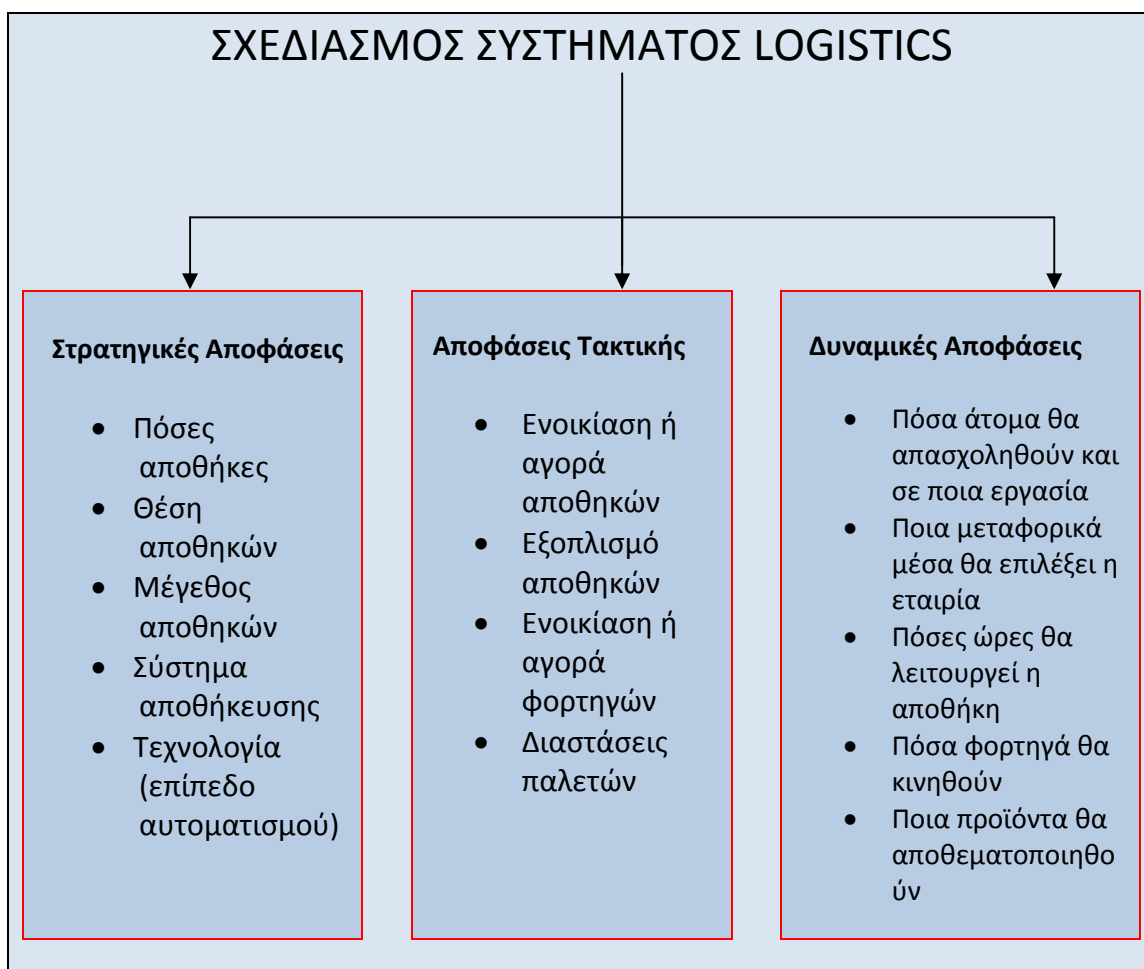 ΣΧΕΔΙΑΣΜΟΣ ΣΥΣΤΗΜΑΤΟΣ LOGISTICS
Στρατηγικές Αποφάσεις
• Πόσες
αποθήκες
• Θέση
αποθηκών
• Μέγεθος
αποθηκών
• Σύστημα
αποθήκευσης
• Τεχνολογία
(επίπεδο
αυτοματισμού)
Αποφάσεις Τακτικής
• Ενοικίαση ή
αγορά
αποθηκών
• Εξοπλισμό
αποθηκών
• Ενοικίαση ή
αγορά
φορτηγών
• Διαστάσεις
παλετών
Δυναμικές Αποφάσεις
• Πόσα άτομα θα
απασχοληθούν και
σε ποια εργασία
• Ποια μεταφορικά
μέσα θα επιλέξει η
εταιρία
• Πόσες ώρες θα
λειτουργεί η
αποθήκη
• Πόσα φορτηγά θα
κινηθούν
• Ποια προϊόντα θα
αποθεματοποιηθο
ύν